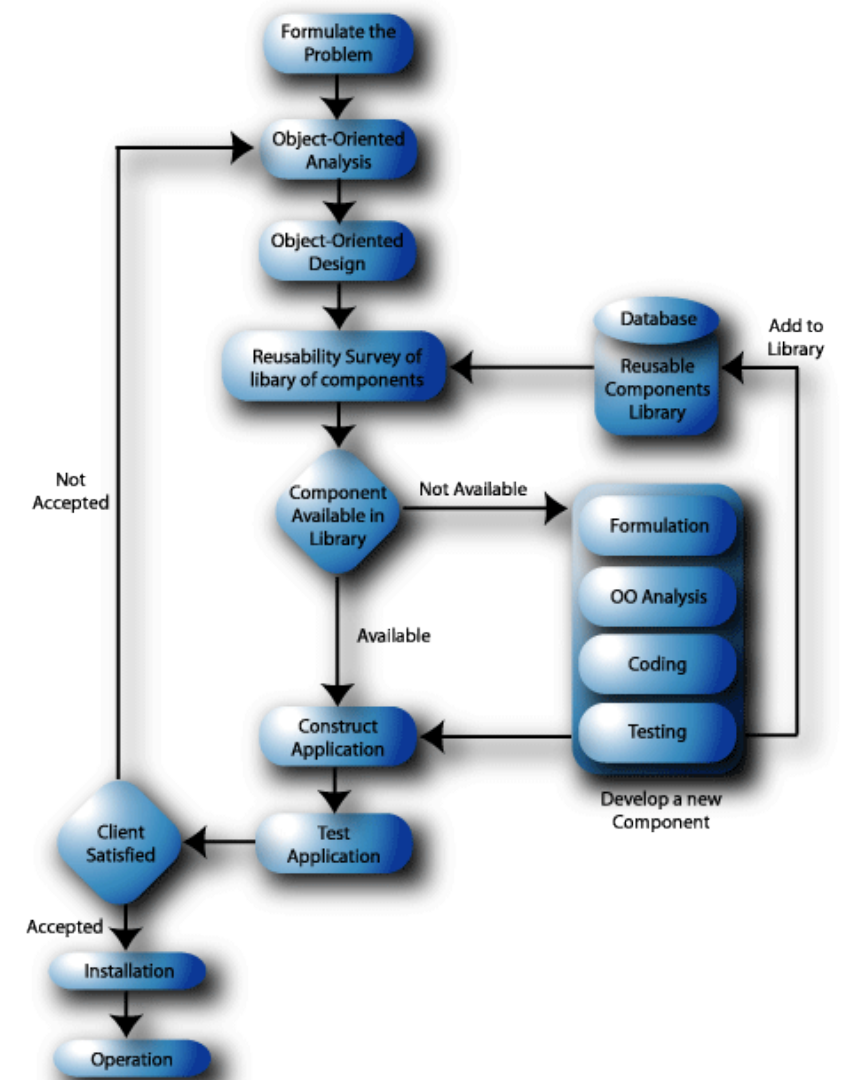 Formulate the
Problem
Object-Oriented
Analysis
Object-Oriented
Design
Reusability Survey of
libary of components
Database
Reusable
Components
Library
Add to
Library
Component
Available in
Library
Not Available
Formulation
OO Analysis
Coding
Testing
Develop a new
Component
Available
Construct
Application
Test
Application
Client
Satisfied
Not
Accepted
Accepted
Installation
Operation